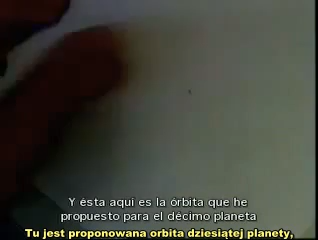 Y ésta aquí es la órbita que he
propuesto para el décimo planeta
Tu jest proponowana orbita dziesiątej planety,